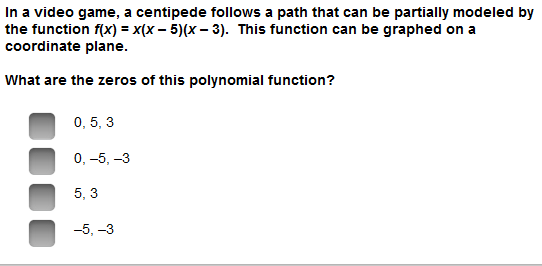 In a video game, a centipede follows a path that can be partially modeled by
the function f(x) = x(x – 5)(x – 3).  This function can be graphed on a
coordinate plane.
What are the zeros of this polynomial function?
0, 5, 3
0, –5, –3
5, 3
–5, –3